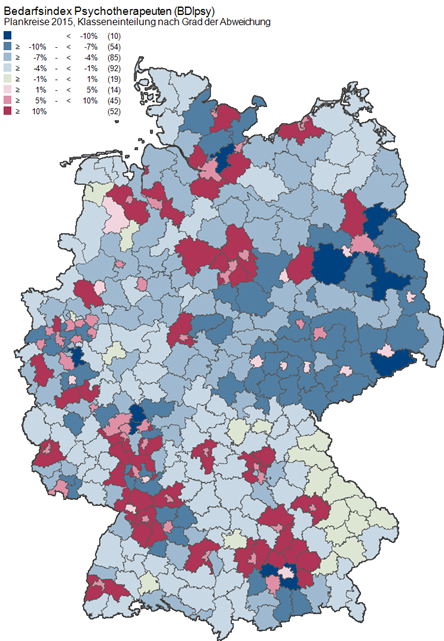 Bedarfsindex Psychotherapeuten (BDIpsy)
Plankreise 2015, Klasseneinteilung nach Grad der Abweichung
< -10% (10)
≥ -10% - < -7% (54)
≥ -7% - < -4% (85)
≥ -4% - < -1% (92)
≥ -1% - < 1% (19)
≥ 1% - < 5% (14)
≥ 5% - < 10% (45)
≥ 10% (52)